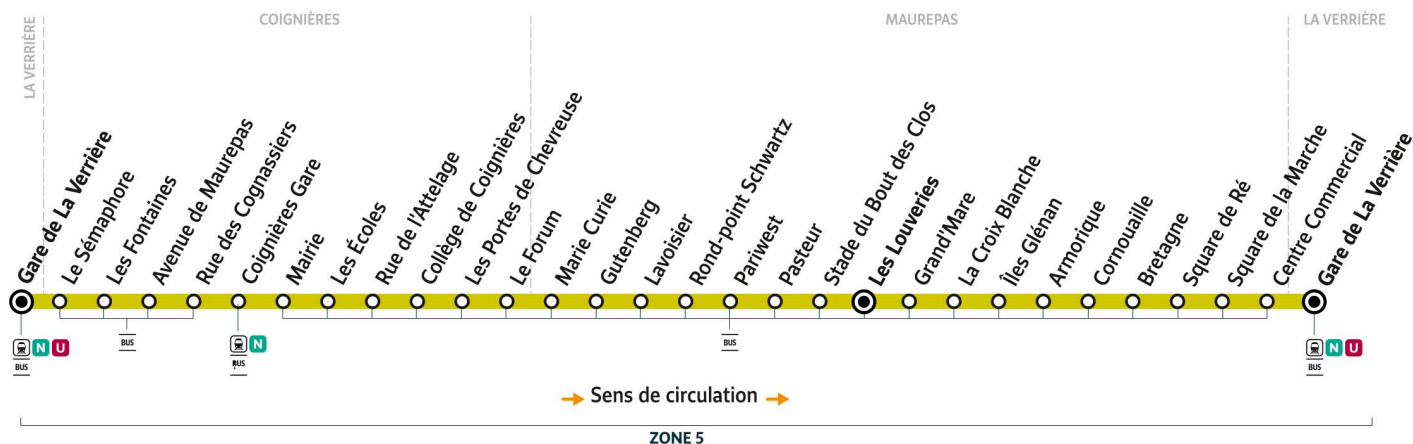 LA VERRIÈRE
COIGNIÈRES
MAUREPAS
LA VERRIÈRE
Gare de La Verrière
Le Sémaphore
Les Fontaines
Avenue de Maurepas
Rue des Cognassiers
Coignières Gare
Mairie
Les Écoles
Rue de l'Attelage
Collège de Coignières
Les Portes de Chevreuse
Le Forum
Marie Curie
Gutenberg
Lavoisier
Rond-point Schwartz
Pariwest
Pasteur
Stade du Bout des Clos
Les Louveries
Grand'Mare
La Croix Blanche
Îles Glénan
Armorique
Cornouaille
Bretagne
Square de Ré
Square de la Marche
Centre Commercial
Gare de La Verrière
N U
BUS
BUS
N
BUS
BUS
N U
BUS
Sens de circulation
ZONE 5